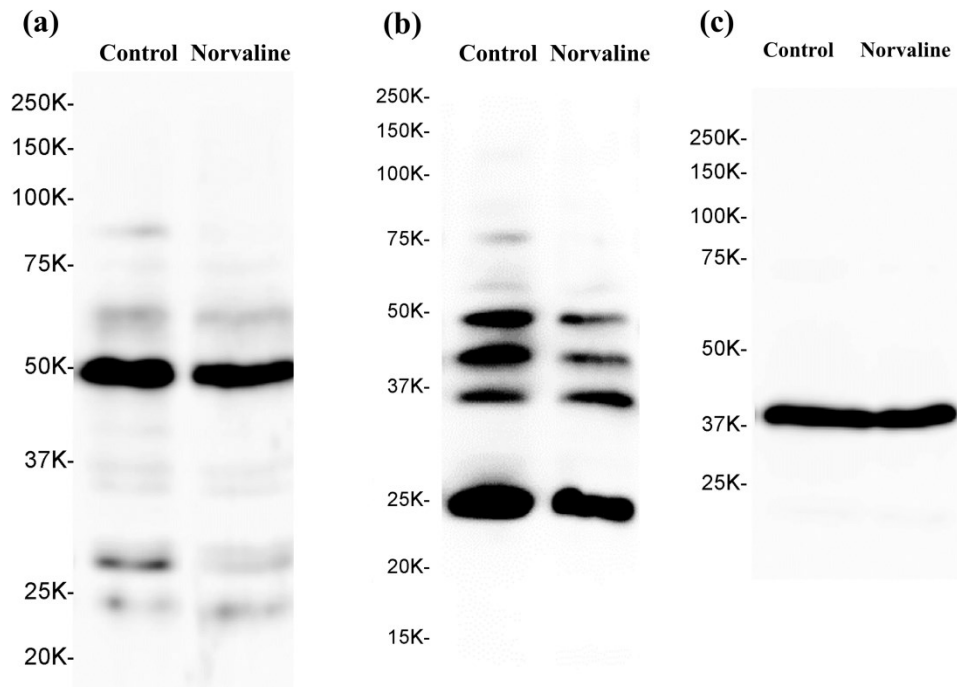 (a)
Control Norvaline
250K-
150K-
100K-
75K-
50K-
37K-
25K-
20K-
(b)
Control Norvaline
250K-
150K-
100K-
75K-
50K-
37K-
25K-
20K-
15K-
(c)
Control Norvaline
250K-
150K-
100K-
75K-
50K-
37K-
25K-